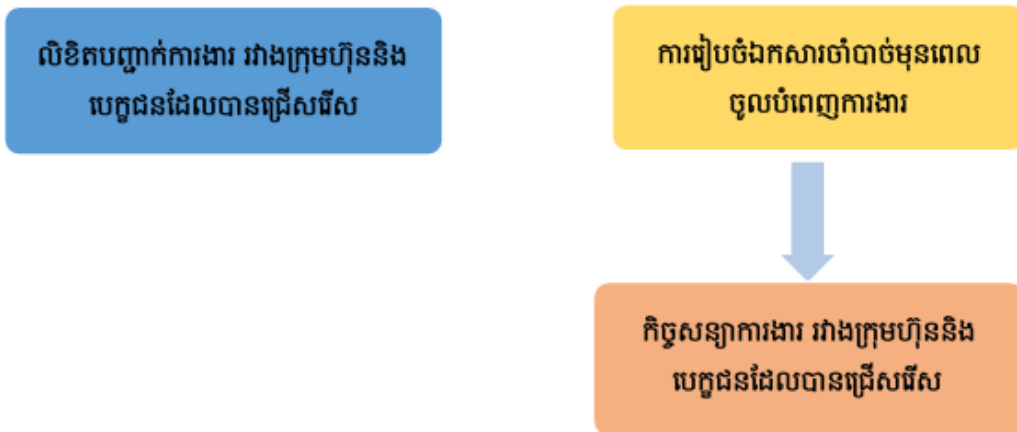 លិខិតបញ្ជាក់ការងារ រវាងក្រុមហ៊ុននិង
បេក្ខជនដែលបានជ្រើសរើស
ការរៀបចំឯកសារចាំបាច់មុនពេល
ចូលបំពេញការងារ
កិច្ចសន្យាការងារ រវាងក្រុមហ៊ុននិង
បេក្ខជនដែលបានជ្រើសរើស